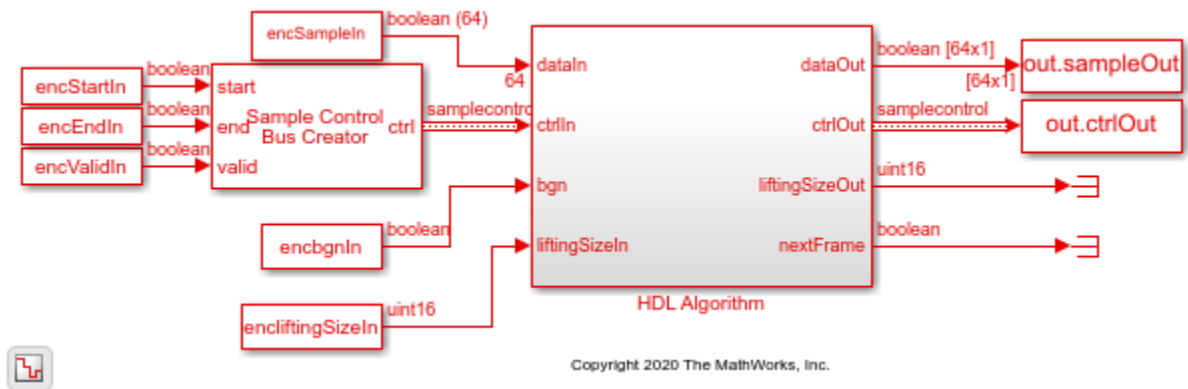 encSampleIn
boolean (64)
dataIn
64
boolean [64x1]
dataOut
[64x1]
out.sampleOut
encStartIn
boolean
start
encEndIn
boolean
end
Sample Control
Bus Creator
ctrl
samplecontrol
ctrlIn
ctrlOut
samplecontrol
out.ctrlOut
encValidIn
boolean
valid
bgn
liftingSizeOut
uint16
encbgnIn
boolean
liftingSizeIn
nextFrame
boolean
HDL Algorithm
encliftingSizeIn
uint16
Copyright 2020 The MathWorks, Inc.